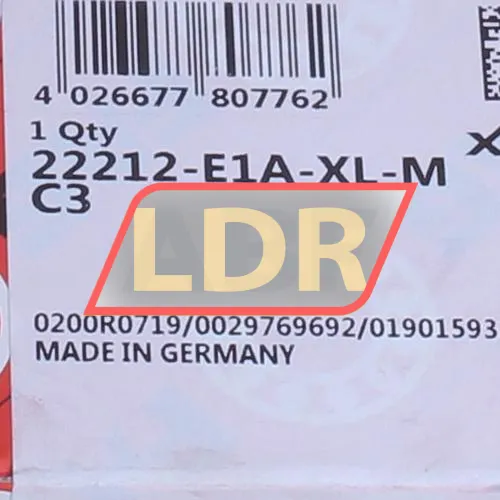 4 026677 807762
1 Qty
22212-E1A-XL-M
C3
LDR
0200R0719/0029769692/01901593
MADE IN GERMANY